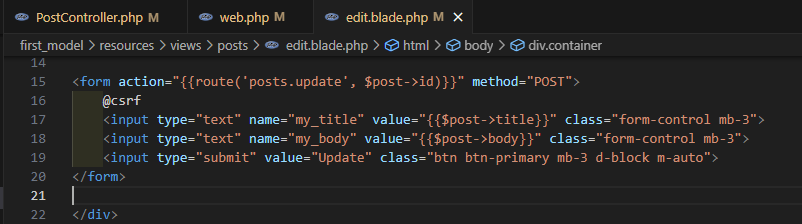 PostController.php M web.php M edit.blade.php M ×
first_model > resources > views > posts > edit.blade.php > html > body > div.container
14
15 <form action="{{route('posts.update', $post->id)}}" method="POST">
16 @csrf
17 <input type="text" name="my_title" value="{{$post->title}}" class="form-control mb-3">
18 <input type="text" name="my_body" value="{{$post->body}}" class="form-control mb-3">
19 <input type="submit" value="Update" class="btn btn-primary mb-3 d-block m-auto">
20 </form>
21
22 </div>